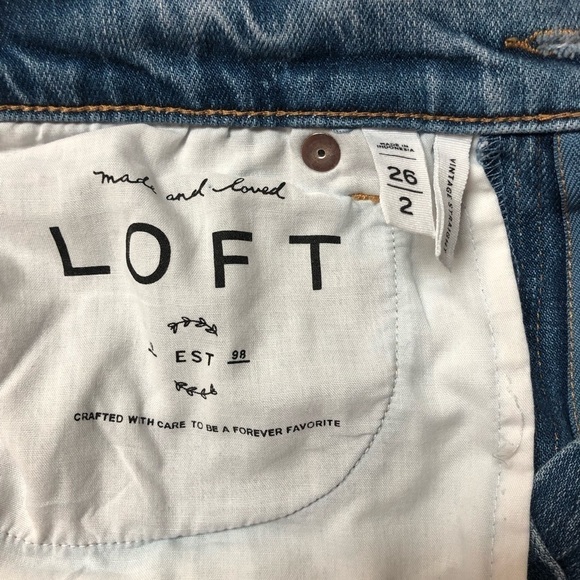 made and loved
LOFT
EST 98
CRAFTED WITH CARE TO BE A FOREVER FAVORITE
MADE IN
INDONESIA
26
2
VINTAGE STRAIGHT